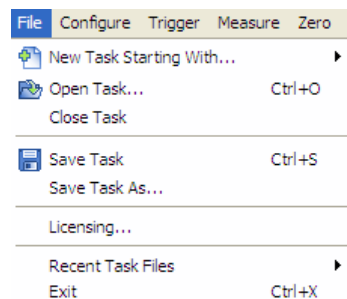 File Configure Trigger Measure Zero
New Task Starting With...
Open Task... Ctrl+O
Close Task
Save Task Ctrl+S
Save Task As...
Licensing...
Recent Task Files
Exit Ctrl+X